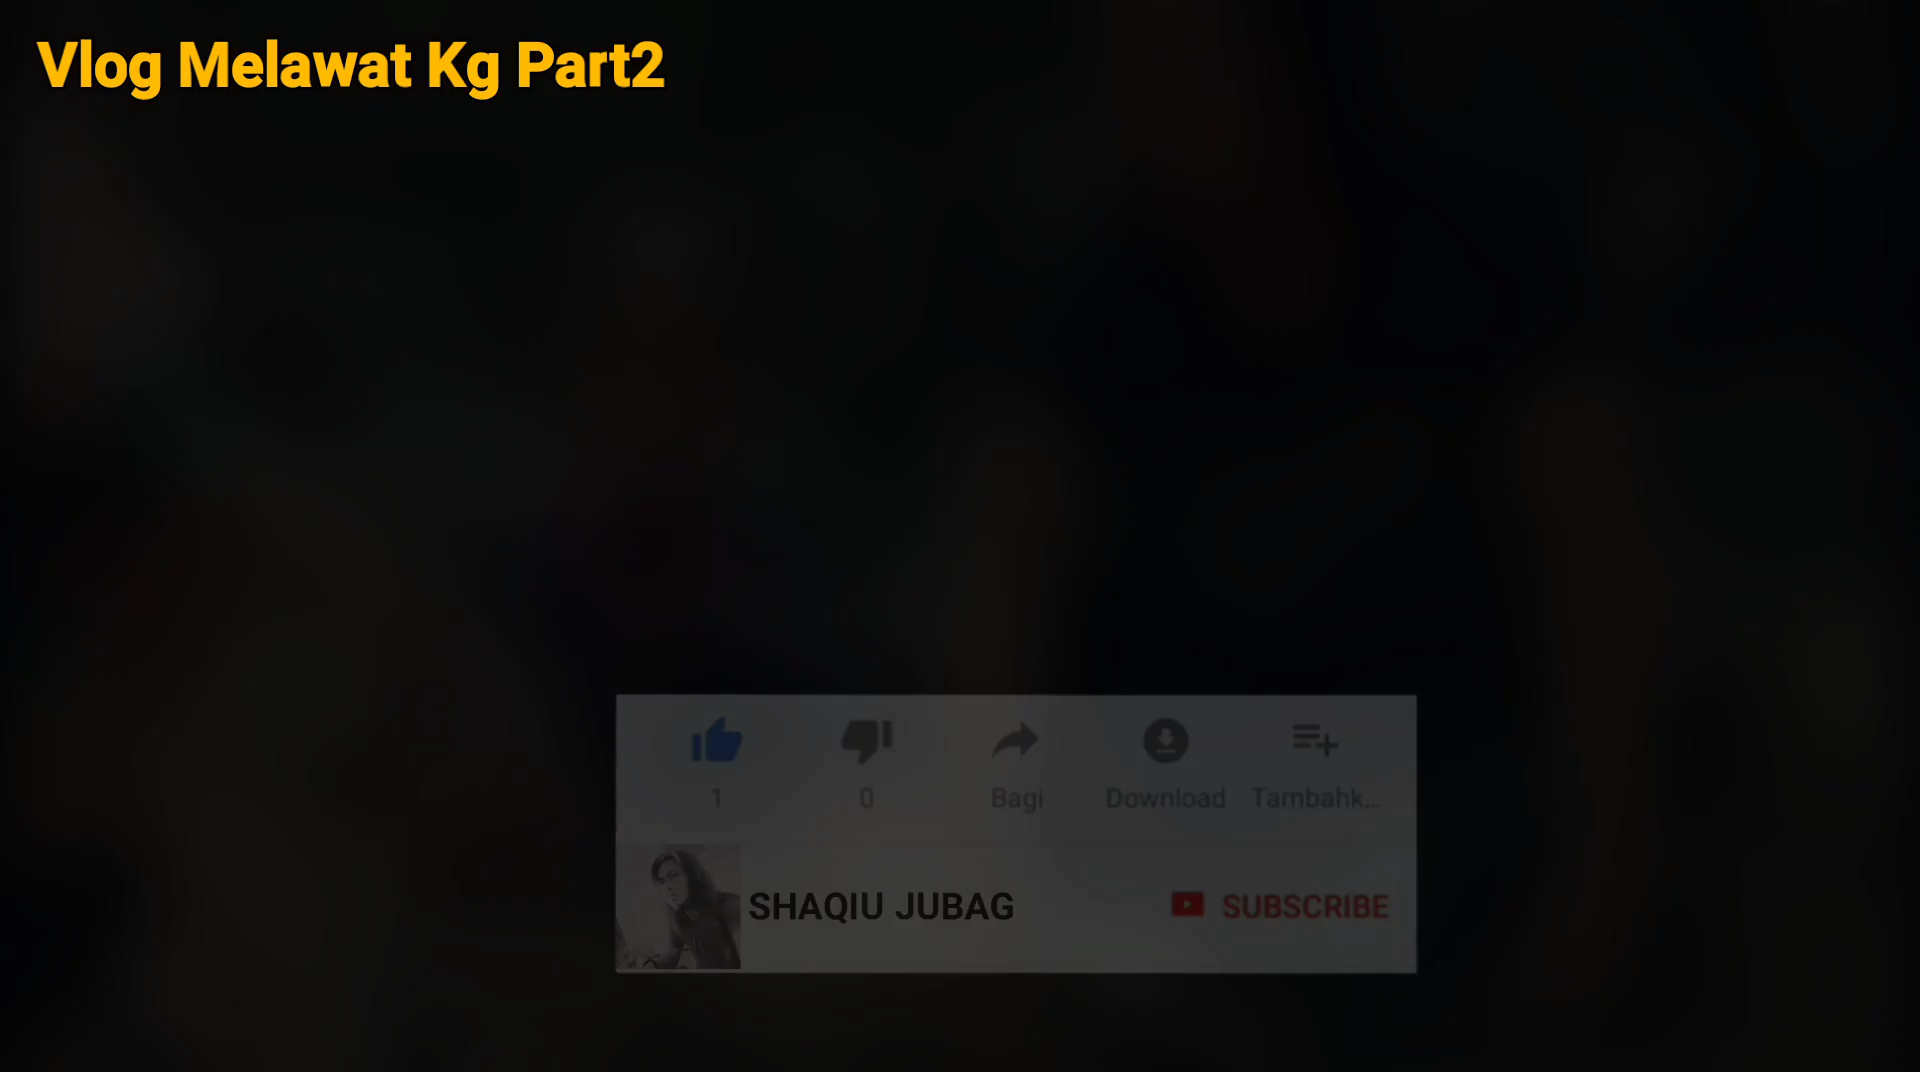 Vlog Melawat Kg Part2
1 0 Bagi Download Tambahk...
SHAQIU JUBAG SUBSCRIBE